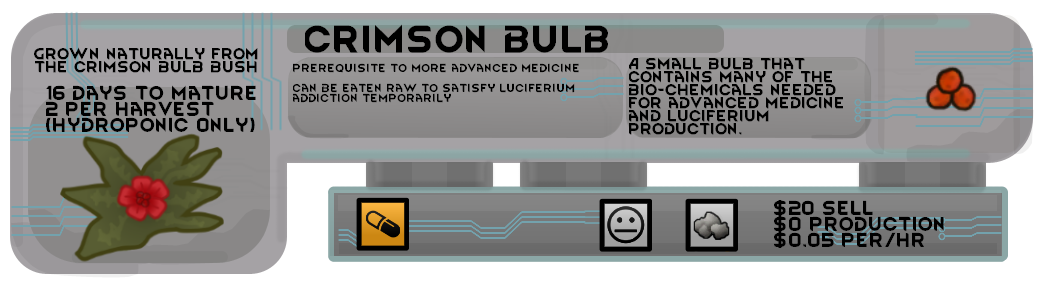 GROWN NATURALLY FROM
THE CRIMSON BULB BUSH
16 DAYS TO MATURE
2 PER HARVEST
(HYDROPONIC ONLY)
CRIMSON BULB
PREREQUISITE TO MORE ADVANCED MEDICINE
CAN BE EATEN RAW TO SATISFY LUCIFERIUM
ADDICTION TEMPORARILY
A SMALL BULB THAT
CONTAINS MANY OF THE
BIO-CHEMICALS NEEDED
FOR ADVANCED MEDICINE
AND LUCIFERIUM
PRODUCTION.
$20 SELL
$0 PRODUCTION
$0.05 PER/HR